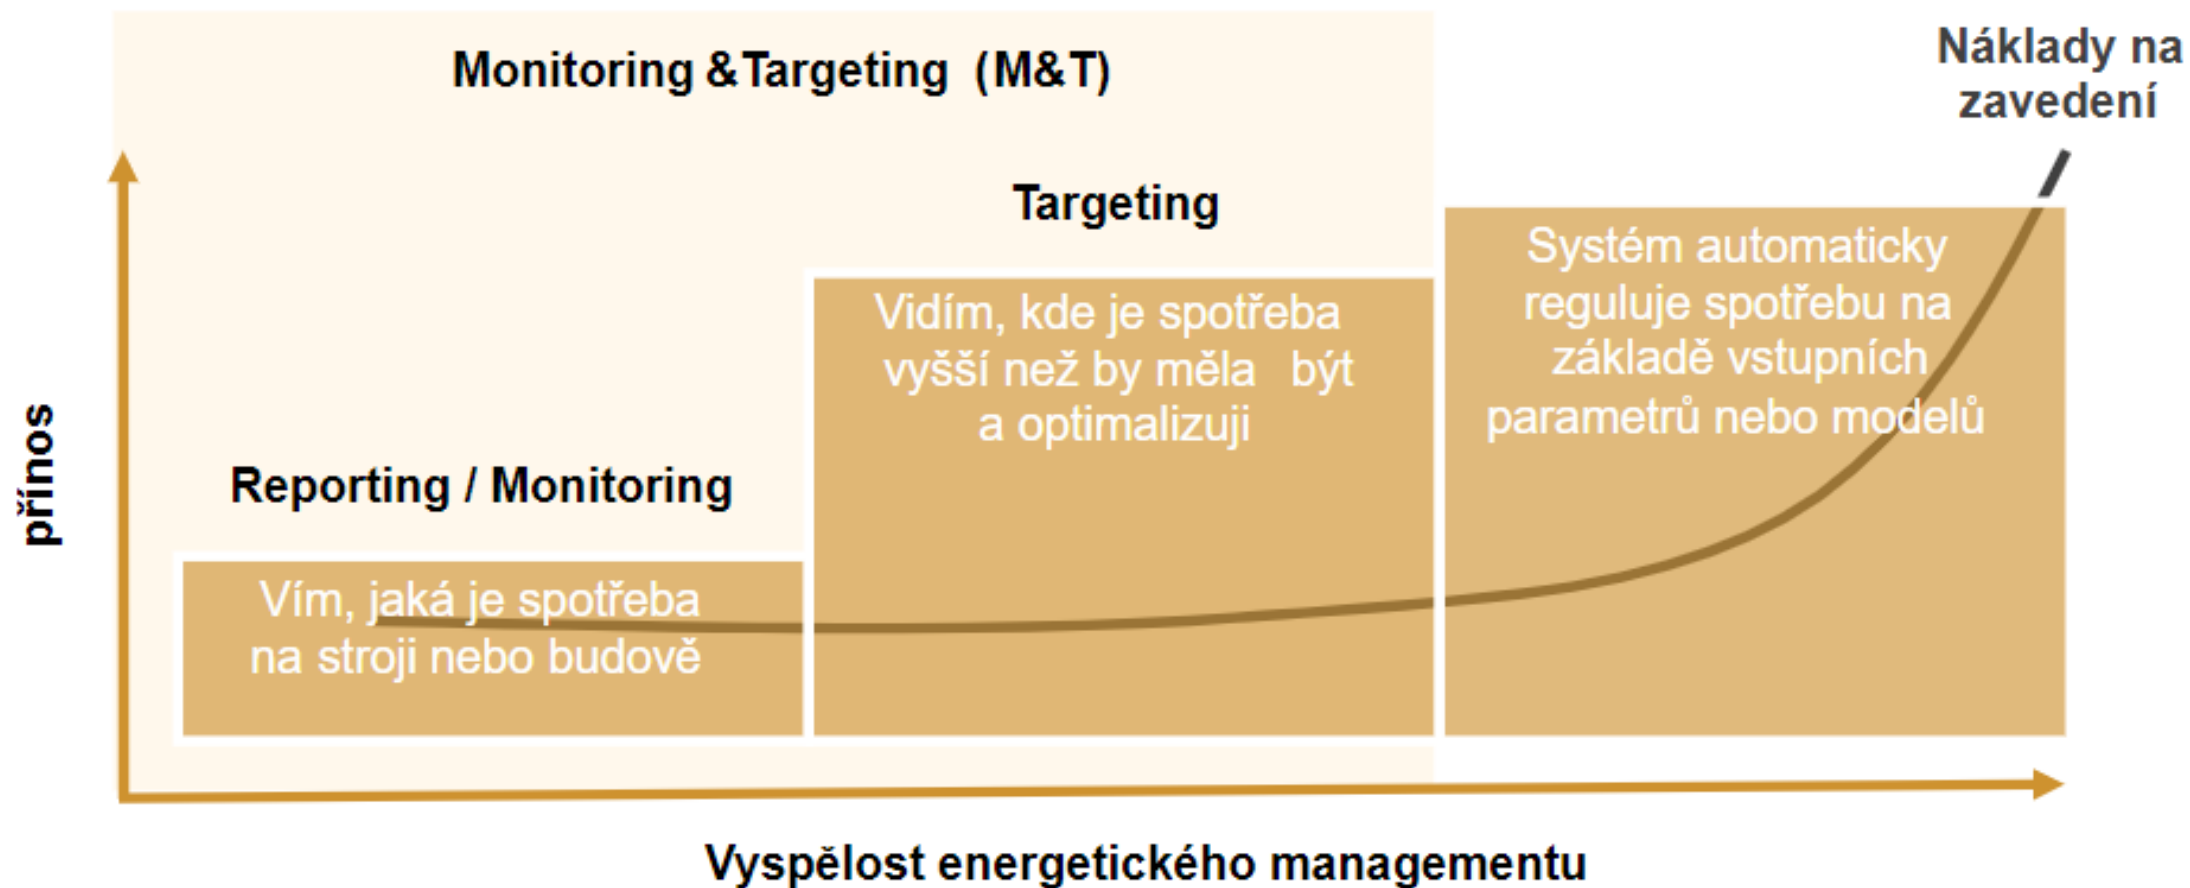 Monitoring & Targeting (M&T)
Náklady na
zavedení
Targeting
Systém automaticky
reguluje spotřebu na
základě vstupních
parametrů nebo modelů
Vidím, kde je spotřeba
vyšší než by měla být
a optimalizuji
přínos
Reporting / Monitoring
Vím, jaká je spotřeba
na stroji nebo budově
Vyspělost energetického managementu